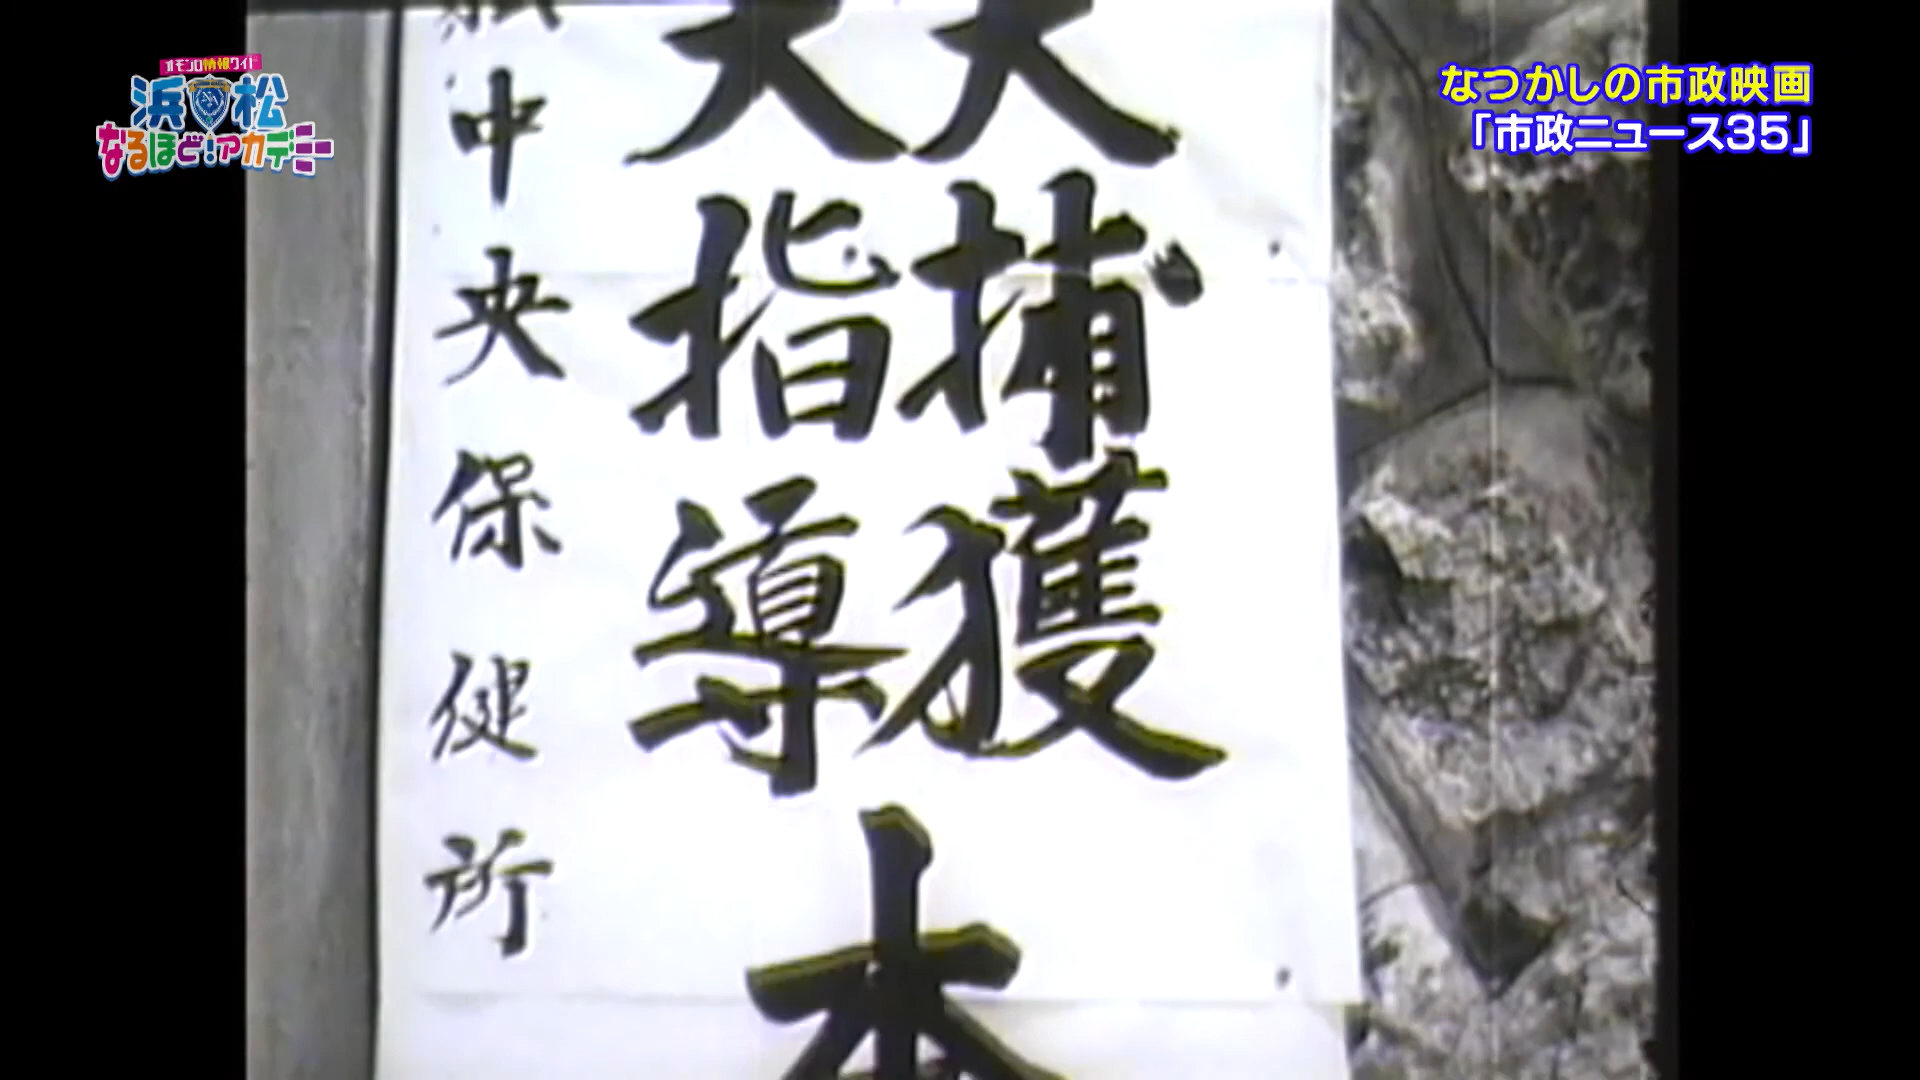 オモシロ情報ワイド
浜松
なるほど!アカデミー
なつかしの市政映画
「市政ニュース35」
捕獲
指導
本
中央保健所